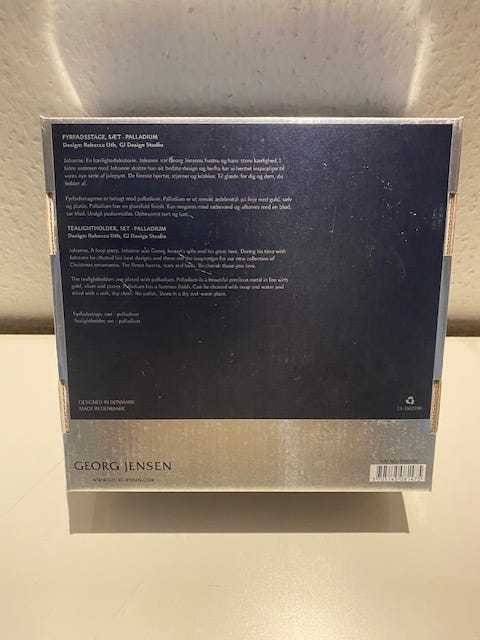 FYRFADSSTAGE, SÆT - PALLADIUM
Design: Rebecca Uth, GJ Design Studio
Johanne. En kærlighedshistorie. Johanne var Georg Jensens hustru og hans store kærlighed. I
tiden sammen med Johanne skabte han sit bedste design og herfra har vi hentet inspiration til
vores nye serie af julepynt. De fineste hjerter, stjerner og klokker. Til glæde for dig og dem, du
holder af.
Fyrfadsstagerne er belagt med palladium. Palladium er et smukt ædelmetal på linje med guld, sølv
og platin. Palladium har en glansfuld finish. Kan rengøres med sæbevand og aftørres med en blød,
tør klud. Undgå pudsemidler. Opbevares tørt og lunt.
TEALIGHTHOLDER, SET - PALLADIUM
Design: Rebecca Uth, GJ Design Studio
Johanne. A love story. Johanne was Georg Jensen's wife and his great love. During his time with
Johanne he created his best designs and these are the inspiration for our new collection of
Christmas ornaments. The finest hearts, stars and bells. To cherish those you love.
The tealightholders are plated with palladium. Palladium is a beautiful precious metal in line with
gold, silver and platin. Palladium has a lustrous finish. Can be cleaned with soap and water and
dried with a soft, dry cloth. No polish. Store in a dry and warm place.
Fyrfadsstage, sæt - palladium
Tealightholder, set - palladium
DESIGNED IN DENMARK
MADE IN DENMARK
GEORG JENSEN
WWW.GEORGJENSEN.COM